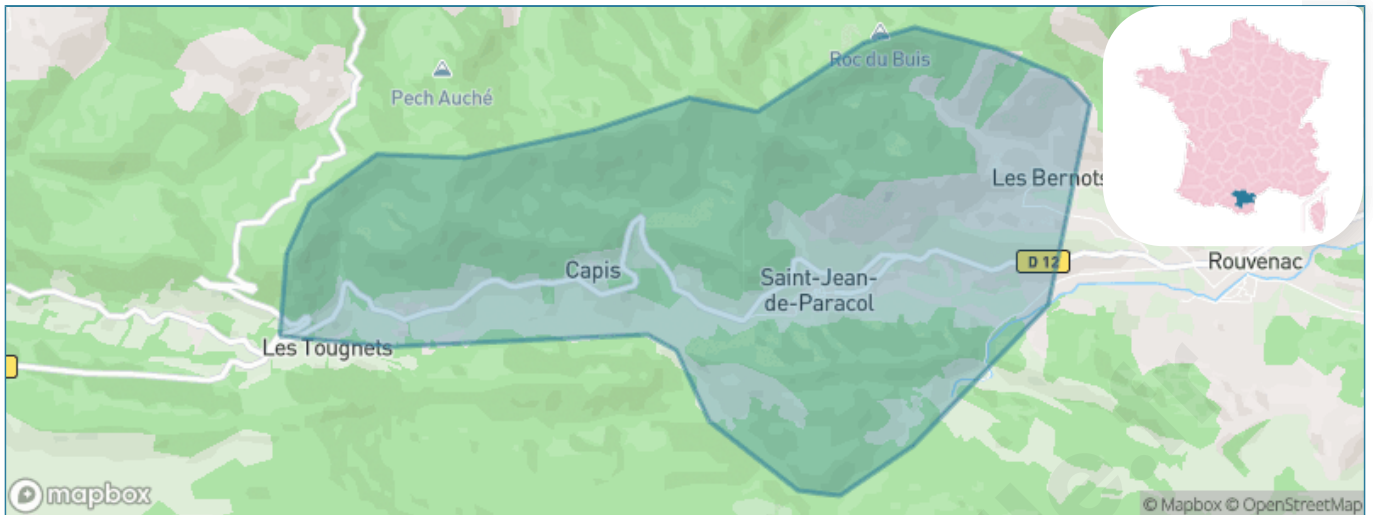 Roc du Buis
Pech Auché
Les Bernots
Capis
Saint-Jean-
de-Paracol
D 12
Rouvenac
Les Tougnets
mapbox
© Mapbox © OpenStreetMap